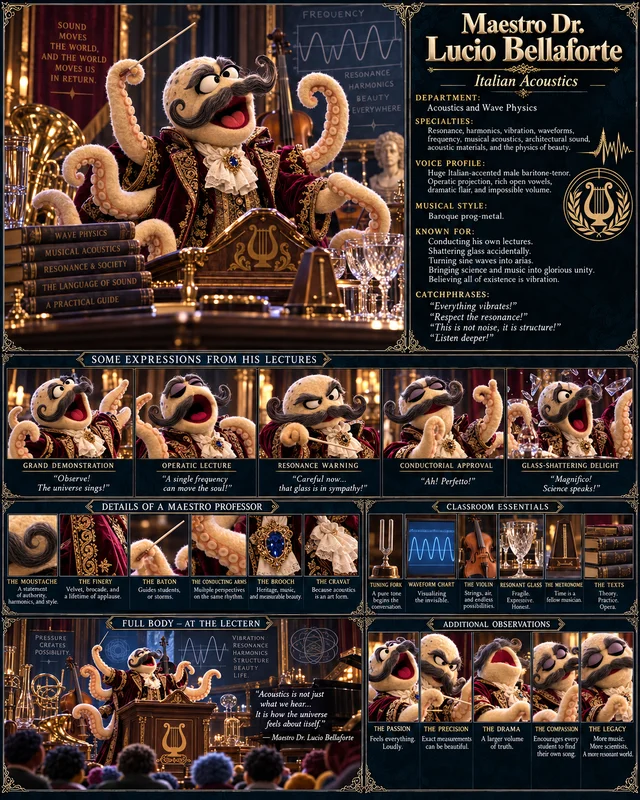 SOUND
MOVES
THE WORLD,
AND THE WORLD
MOVES US
IN RETURN.
FREQUENCY
RESONANCE
HARMONICS
BEAUTY
EVERYWHERE
WAVE PHYSICS
MUSICAL ACOUSTICS
RESONANCE & SOCIETY
THE LANGUAGE OF SOUND
A PRACTICAL GUIDE
Maestro Dr.
Lucio Bellaforte
Italian Acoustics
DEPARTMENT:
Acoustics and Wave Physics
SPECIALTIES:
Resonance, harmonics, vibration, waveforms,
frequency, musical acoustics, architectural sound,
acoustic materials, and the physics of beauty.
VOICE PROFILE:
Huge Italian-accented male baritone-tenor.
Operatic projection, rich open vowels,
dramatic flair, and impossible volume.
MUSICAL STYLE:
Baroque prog-metal.
KNOWN FOR:
Conducting his own lectures.
Shattering glass accidentally.
Turning sine waves into arias.
Bringing science and music into glorious unity.
Believing all of existence is vibration.
CATCHPHRASES:
"Everything vibrates!"
"Respect the resonance!"
"This is not noise, it is structure!"
"Listen deeper!"
SOME EXPRESSIONS FROM HIS LECTURES
GRAND DEMONSTRATION
"Observe!
The universe sings!"
OPERATIC LECTURE
"A single frequency
can move the soul!"
RESONANCE WARNING
"Careful now...
that glass is in sympathy!"
CONDUCTORIAL APPROVAL
"Ah! Perfetto!"
GLASS-SHATTERING DELIGHT
"Magnifico!
Science speaks!"
DETAILS OF A MAESTRO PROFESSOR
THE MOUSTACHE
A statement
of authority,
harmonics, and style.
THE FINERY
Velvet, brocade, and
a lifetime of applause.
THE BATON
Guides students,
or storms.
THE CONDUCTING ARMS
Muliple perspectives
on the same rhythm.
THE BROOCH
Heritage, music,
and measurable beauty.
THE CRAVAT
Because acoustics
is an art form.
CLASSROOM ESSENTIALS
TUNING FORK
A pure tone
begins the
conversation.
WAVEFORM CHART
Visualizing
the invisible.
THE VIOLIN
Strings, air,
and endless
possibilities.
RESONANT GLASS
Fragile.
Expressive.
Honest.
THE METRONOME
Time is a
fellow musician.
THE TEXTS
Theory,
Practice,
Opera.
FULL BODY – AT THE LECTERN
PRESSURE
CREATES
POSSIBILITY.
VIBRATION
RESONANCE
HARMONICS
STRUCTURE
BEAUTY.
LIFE.
"Acoustics is not just
what we hear...
It is how the universe
feels about itself."
— Maestro Dr. Lucio Bellaforte
ADDITIONAL OBSERVATIONS
THE PASSION
Feels everything.
Loudly.
THE PRECISION
Exact measurements
can be beautiful.
THE DRAMA
A larger volume
of truth.
THE COMPASSION
Encourages every
student to find
their own song.
THE LEGACY
More music.
More scientists.
A more resonant world.